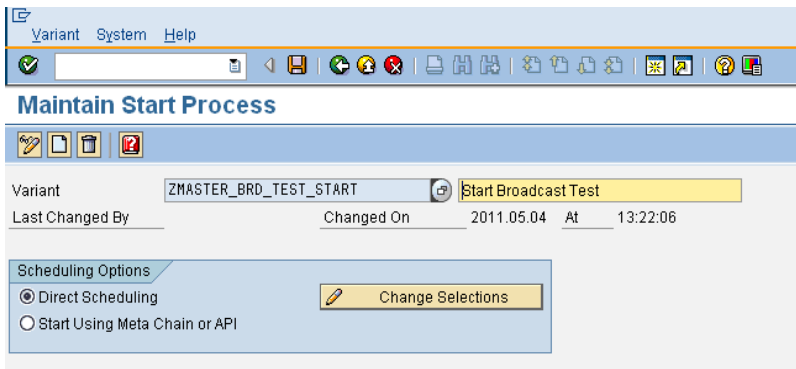 Variant System Help
Maintain Start Process
Variant ZMASTER_BRD_TEST_START Start Broadcast Test
Last Changed By Changed On 2011.05.04 At 13:22:06
Scheduling Options
Direct Scheduling Change Selections
Start Using Meta Chain or API